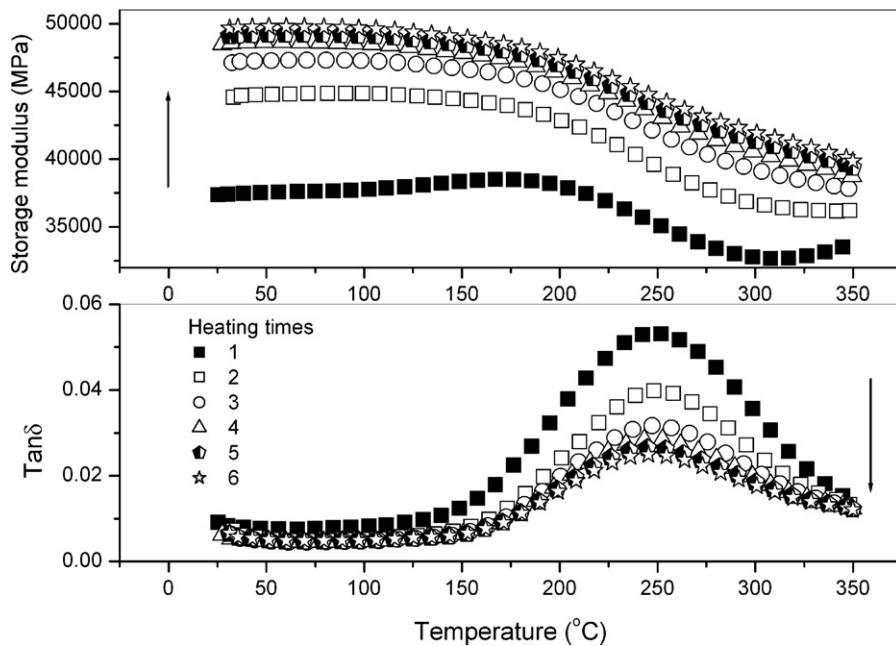 Storage modulus (MPa)
50000
45000
40000
35000
0 50 100 150 200 250 300 350
Tanδ
0.06
0.04
0.02
0.00
Heating times
1
2
3
4
5
6
0 50 100 150 200 250 300 350
Temperature (°C)